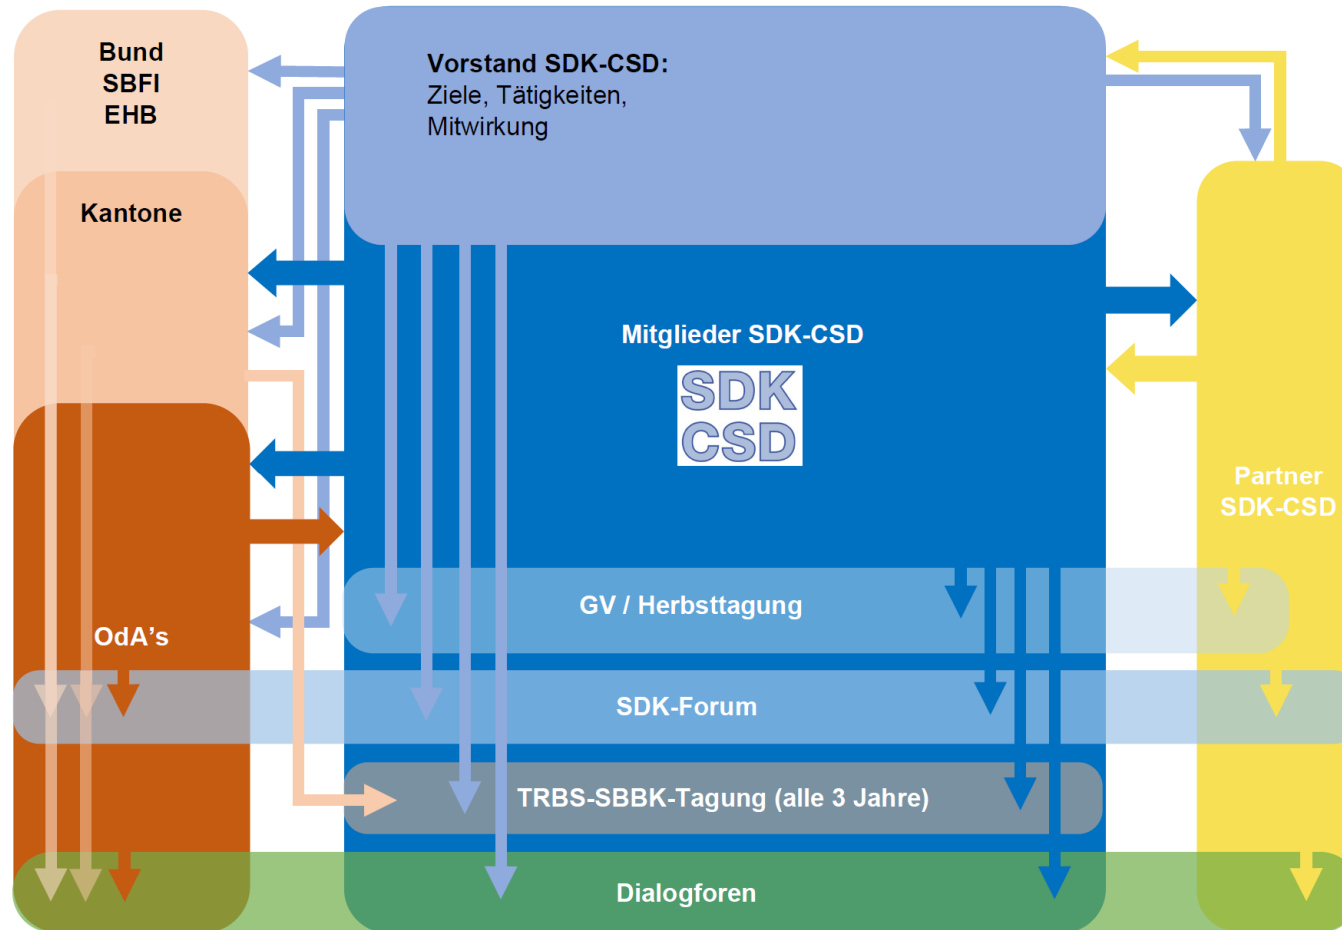 Bund
SBFI
EHB
Vorstand SDK-CSD:
Ziele, Tätigkeiten,
Mitwirkung
Kantone
Mitglieder SDK-CSD
SDK
CSD
Partner
SDK-CSD
GV / Herbsttagung
OdA’s
SDK-Forum
TRBS-SBBK-Tagung (alle 3 Jahre)
Dialogforen